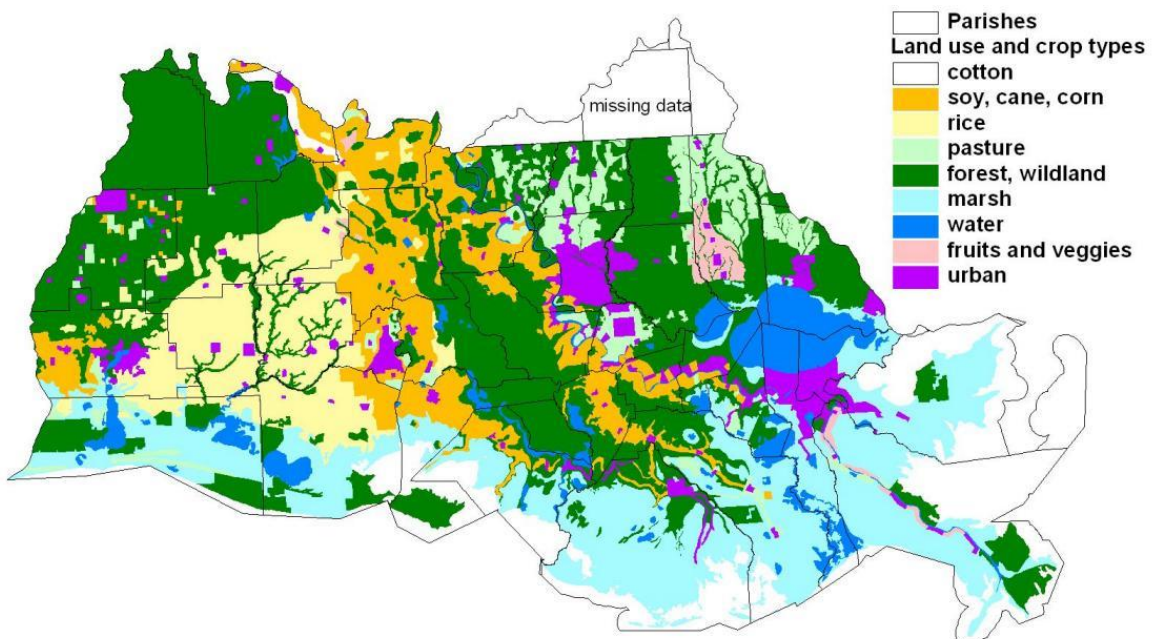 missing data
Parishes
Land use and crop types
cotton
soy, cane, corn
rice
pasture
forest, wildland
marsh
water
fruits and veggies
urban